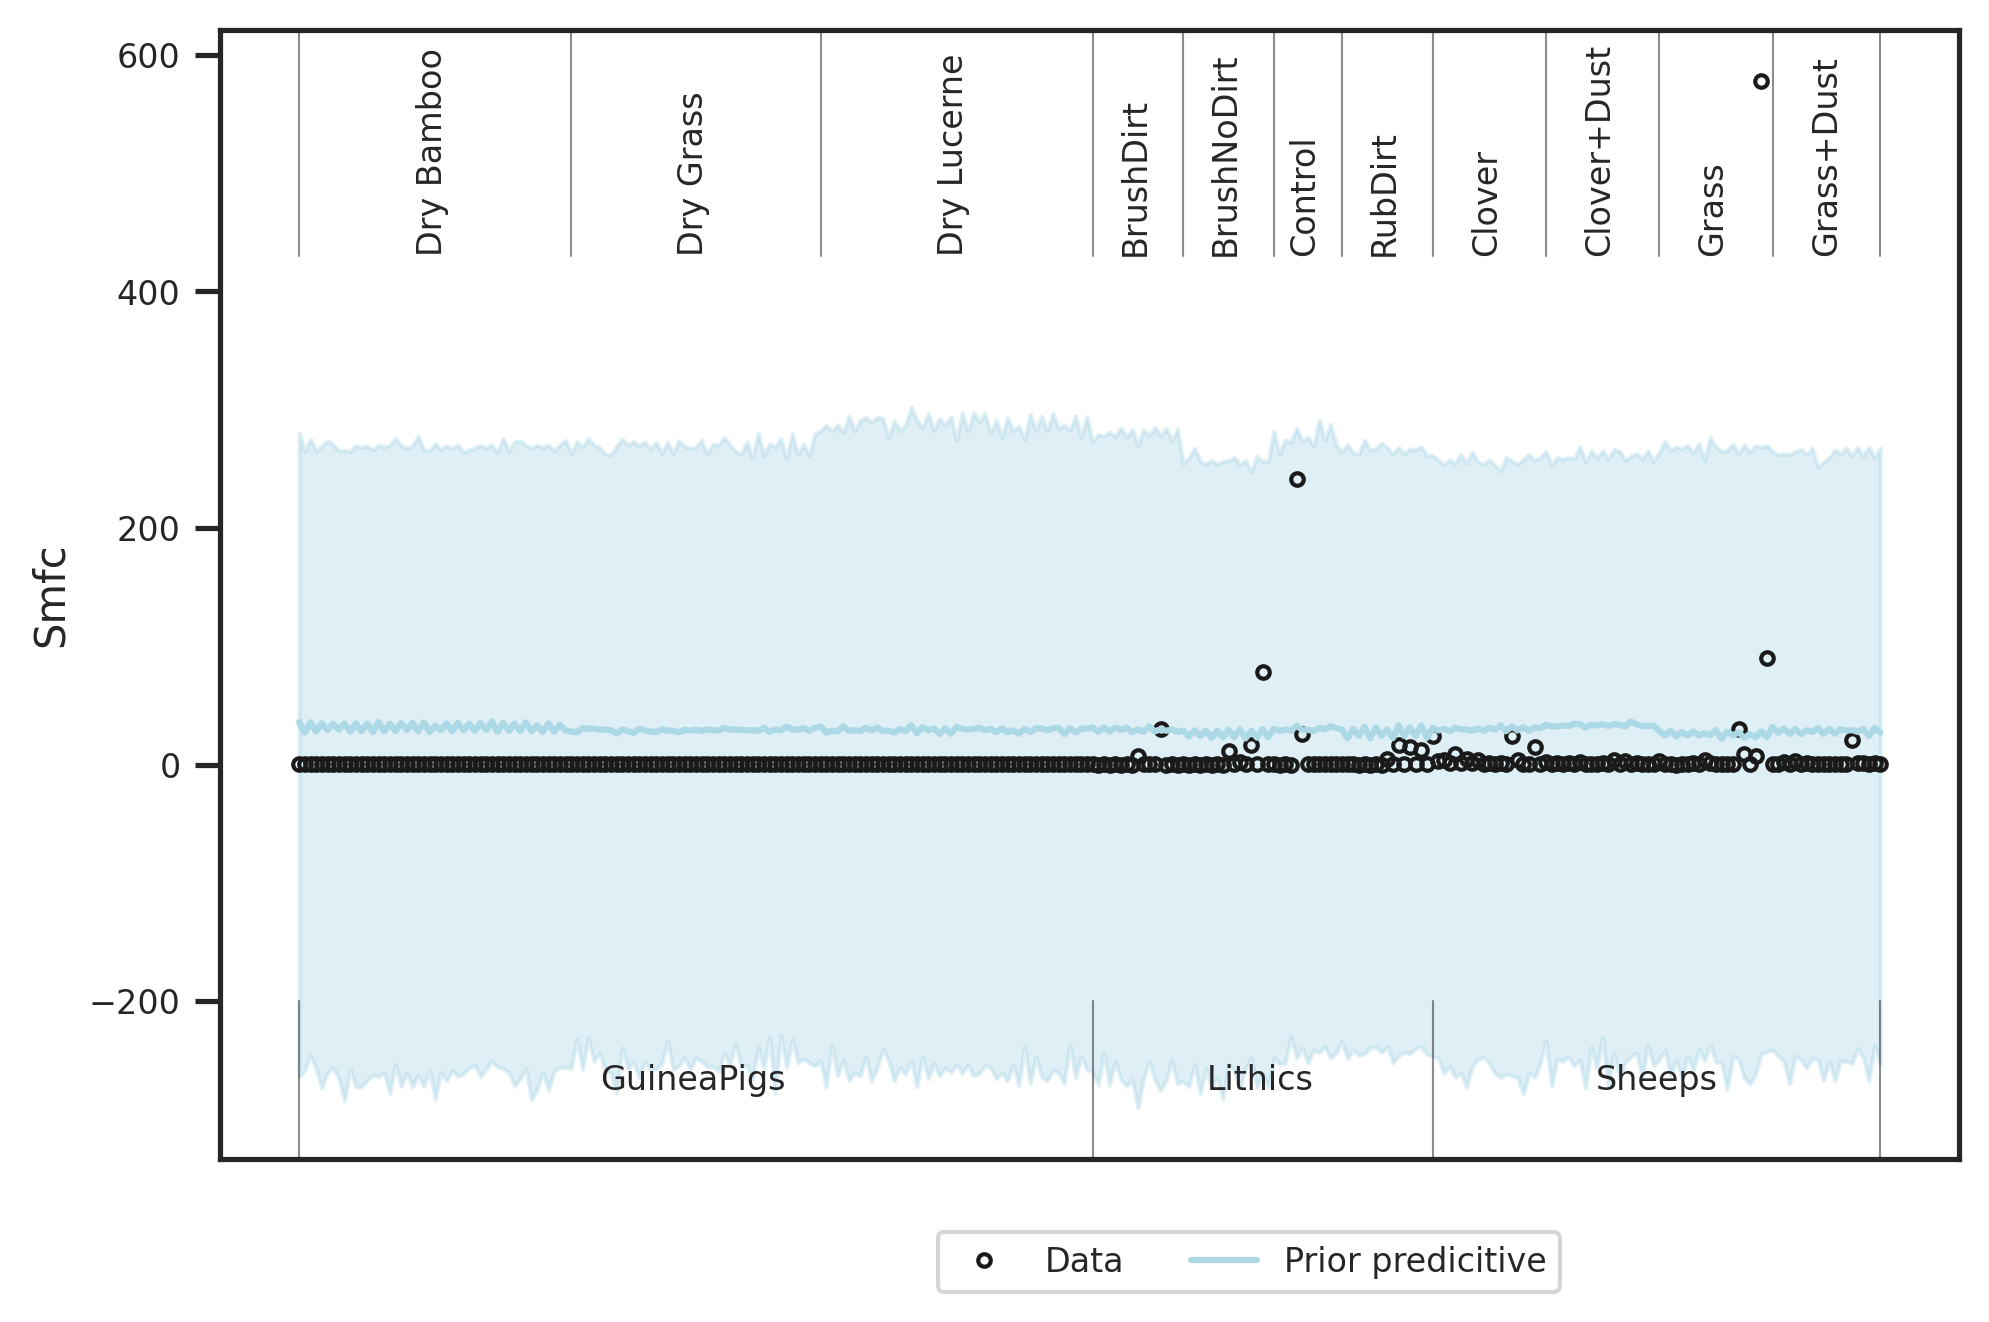 600
400
200
0
−200
Smfc
Dry Bamboo
Dry Grass
Dry Lucerne
BrushDirt
BrushNoDirt
Control
RubDirt
Clover
Clover+Dust
Grass
Grass+Dust
GuineaPigs
Lithics
Sheeps
Data
Prior predicitive